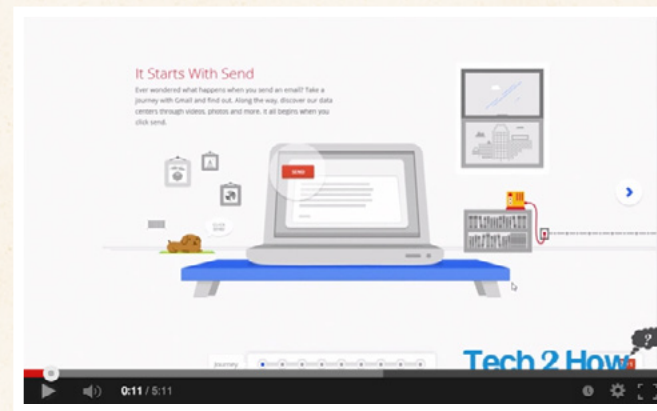 It Starts With Send
Ever wondered what happens when you send an email? Take a
journey with Gmail and find out. Along the way, discover our data
centers through videos, photos and more. It all begins when you
click send.
SEND
CLICK
SEND
Journey
Tech 2 How
?
0:11 / 5:11